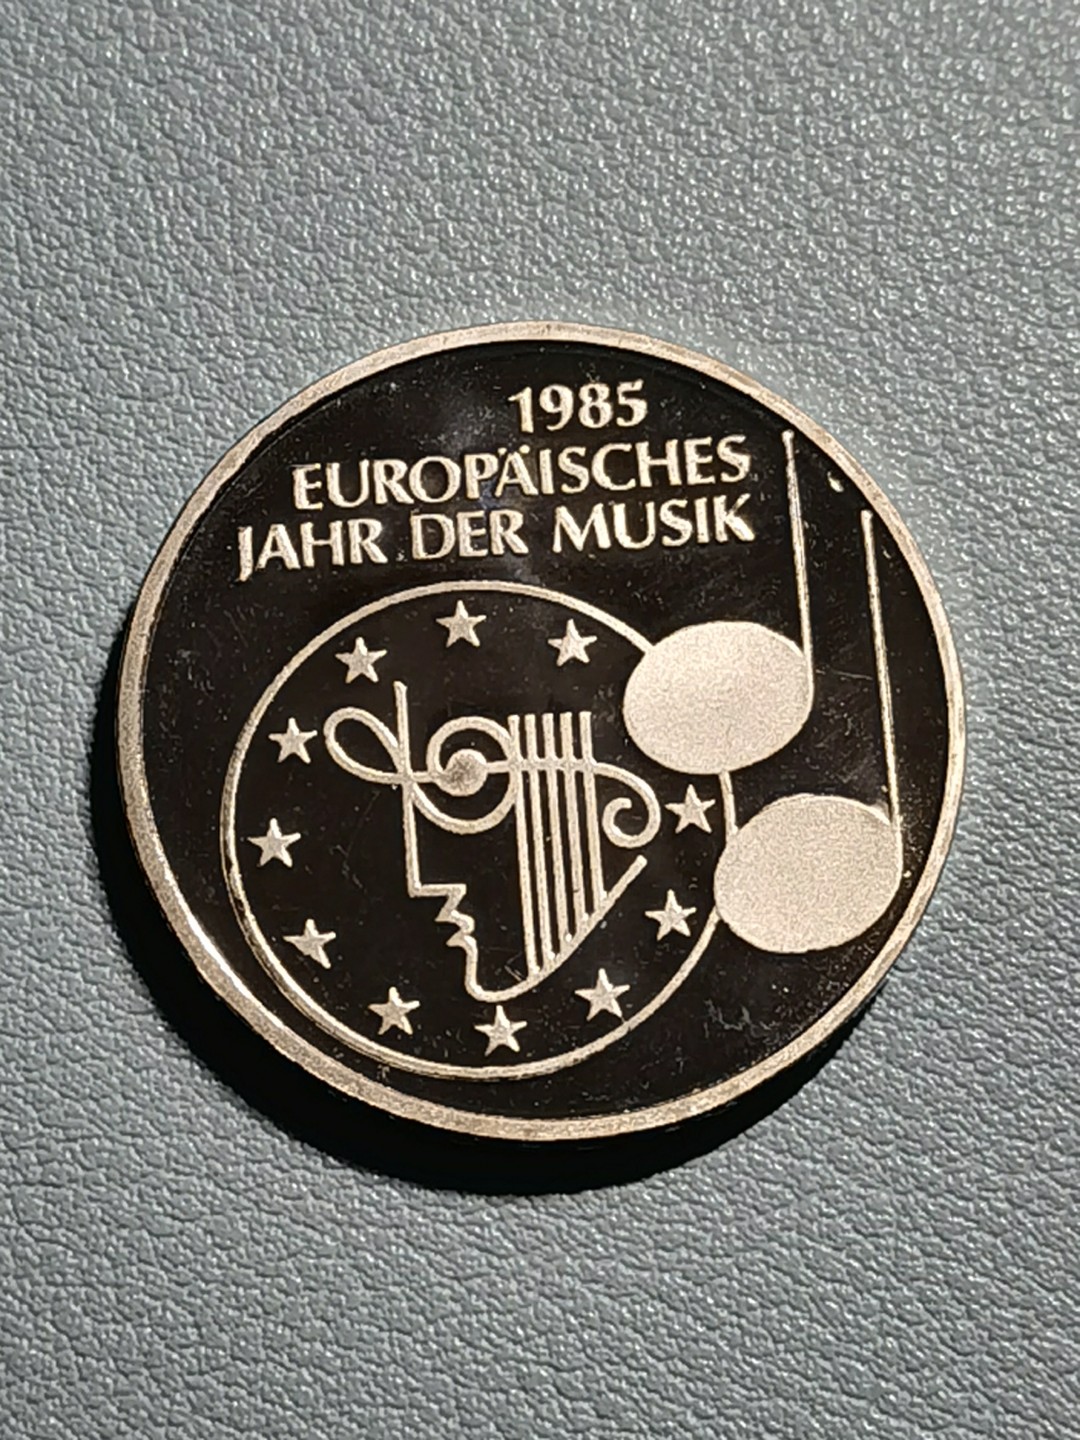 1985
EUROPÄISCHES
JAHR DER MUSIK